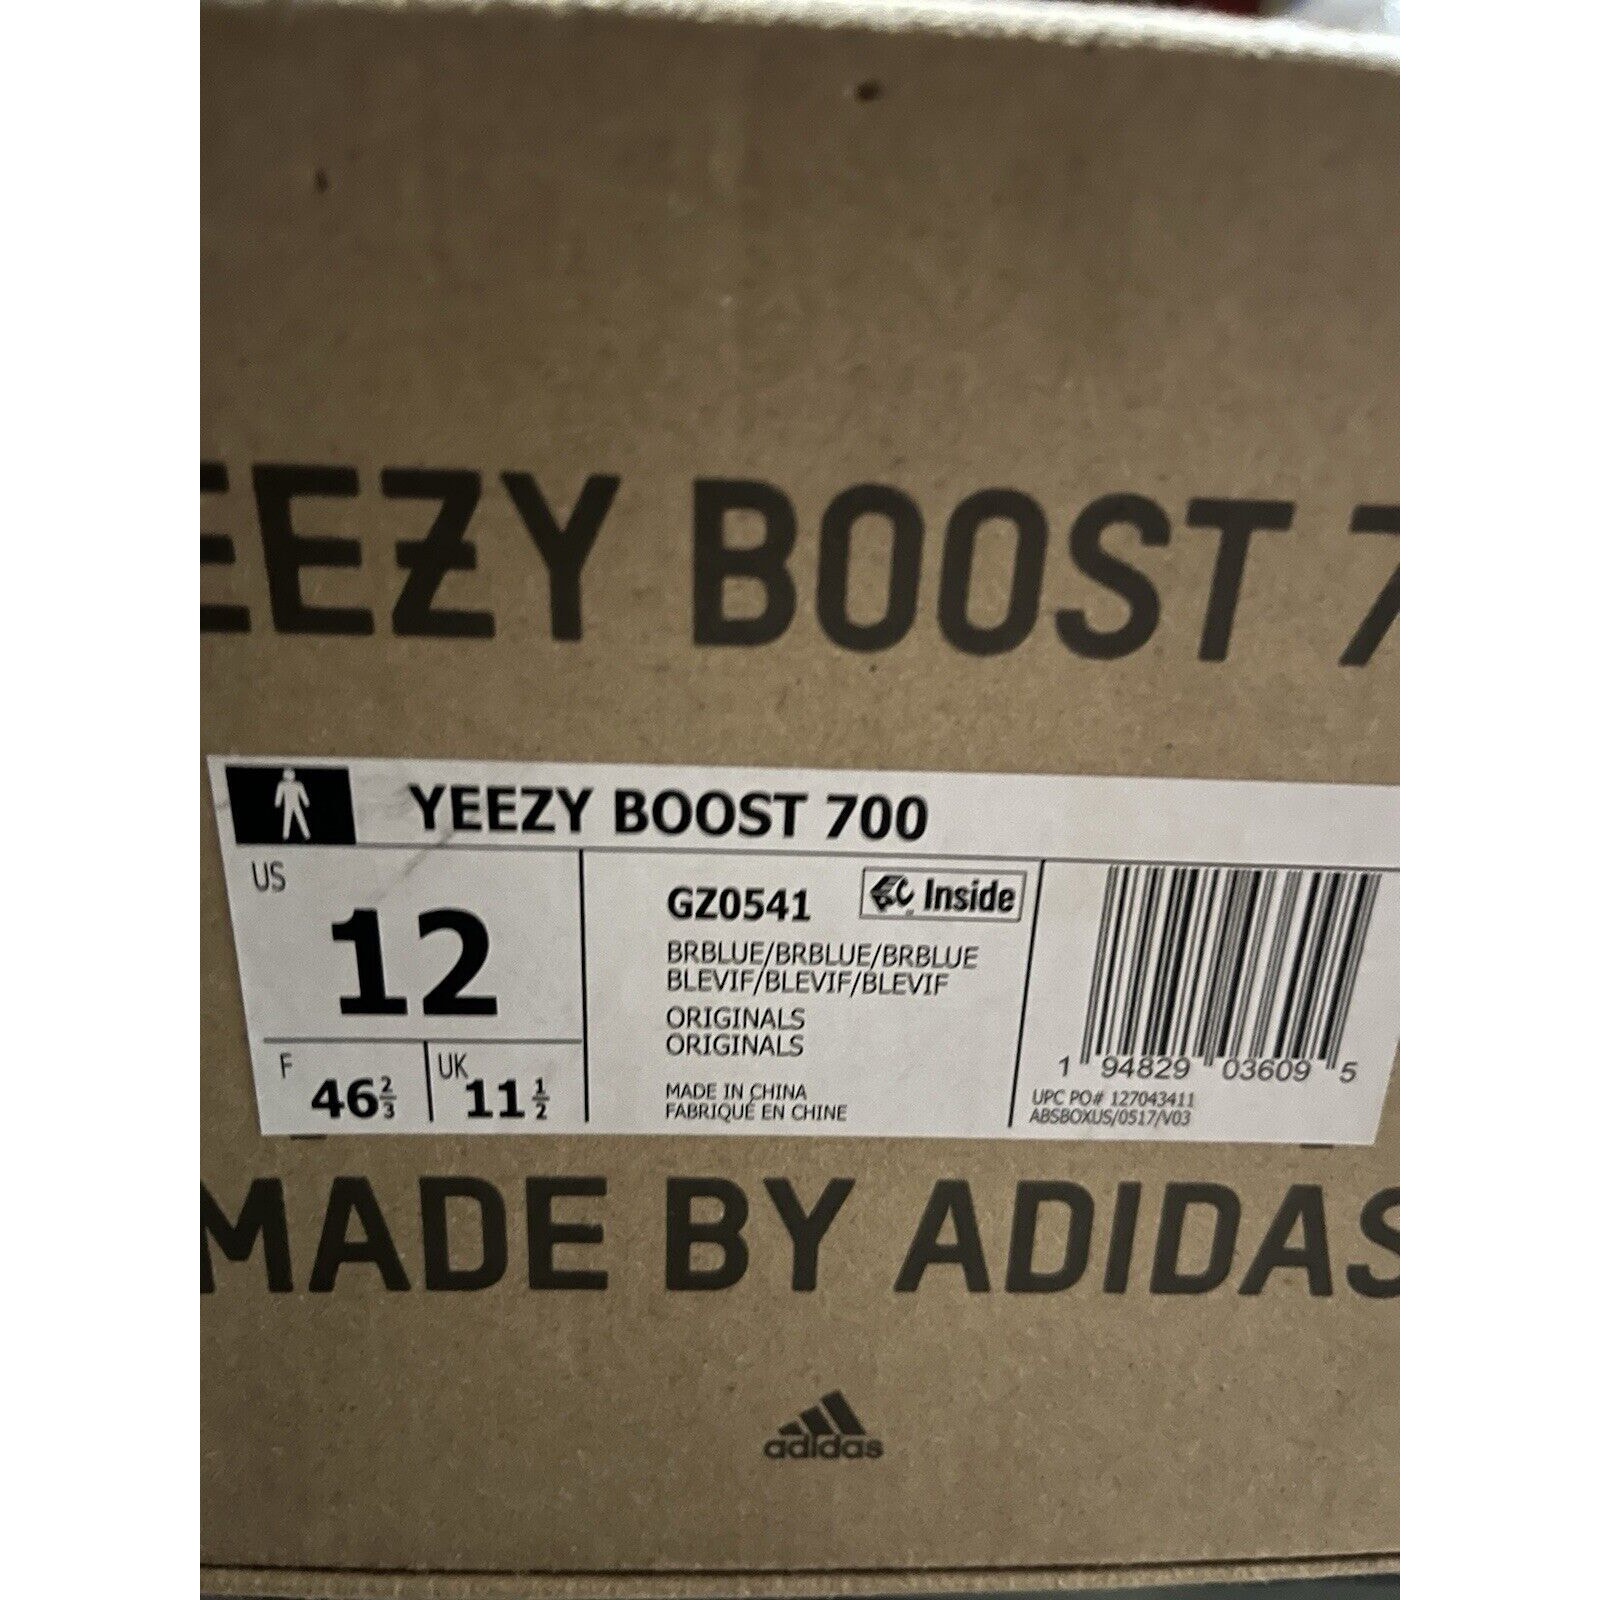 EEZY BOOST 7
YEEZY BOOST 700
US
12
F 46 2/3
UK 11 1/2
GZ0541
Inside
BRBLUE/BRBLUE/BRBLUE
BLEVIF/BLEVIF/BLEVIF
ORIGINALS
ORIGINALS
MADE IN CHINA
FABRIQUÉ EN CHINE
1 94829 03609 5
UPC PO# 127043411
ABSBOXUS/0517/V03
MADE BY ADIDAS
adidas